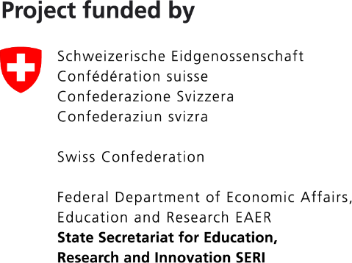 Project funded by
Schweizerische Eidgenossenschaft
Confédération suisse
Confederazione Svizzera
Confederaziun svizra
Swiss Confederation
Federal Department of Economic Affairs,
Education and Research EAER
State Secretariat for Education,
Research and Innovation SERI